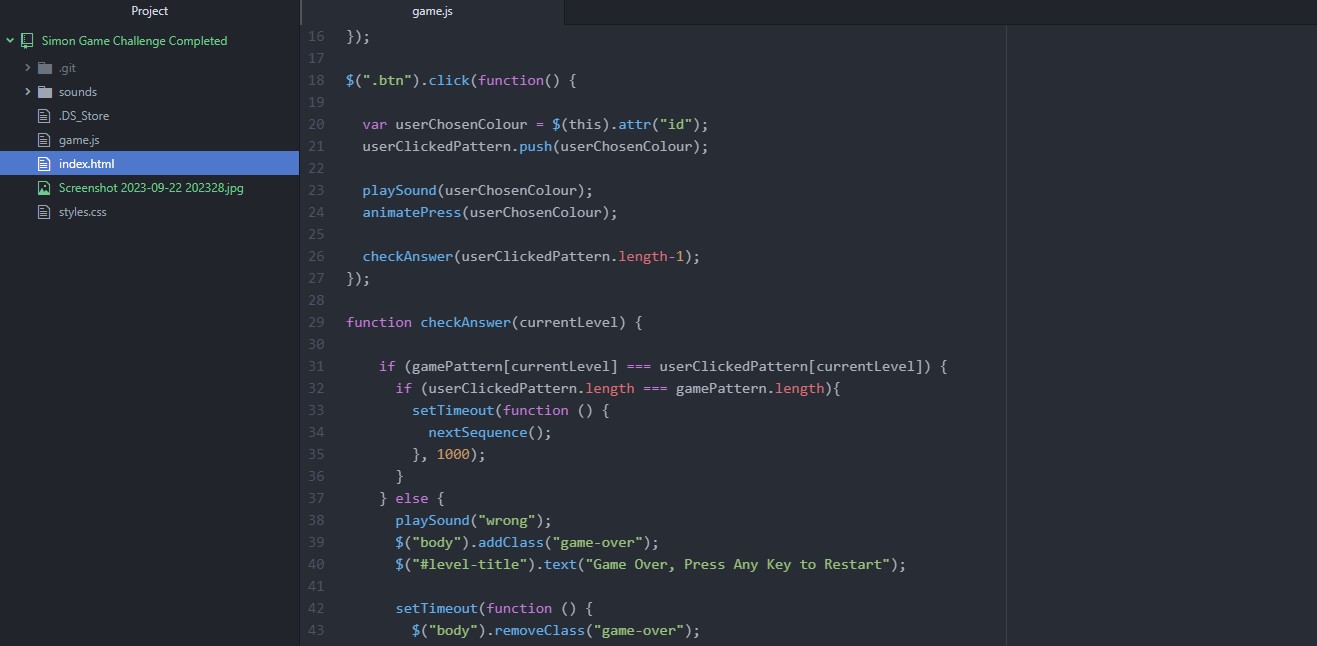 Project
Simon Game Challenge Completed
.git
sounds
.DS_Store
game.js
index.html
Screenshot 2023-09-22 202328.jpg
styles.css
game.js
16 });
17
18 $(".btn").click(function() {
19
20   var userChosenColour = $(this).attr("id");
21   userClickedPattern.push(userChosenColour);
22
23   playSound(userChosenColour);
24   animatePress(userChosenColour);
25
26   checkAnswer(userClickedPattern.length-1);
27 });
28
29 function checkAnswer(currentLevel) {
30
31     if (gamePattern[currentLevel] === userClickedPattern[currentLevel]) {
32       if (userClickedPattern.length === gamePattern.length){
33         setTimeout(function () {
34           nextSequence();
35         }, 1000);
36       }
37     } else {
38       playSound("wrong");
39       $("body").addClass("game-over");
40       $("#level-title").text("Game Over, Press Any Key to Restart");
41
42       setTimeout(function () {
43         $("body").removeClass("game-over");